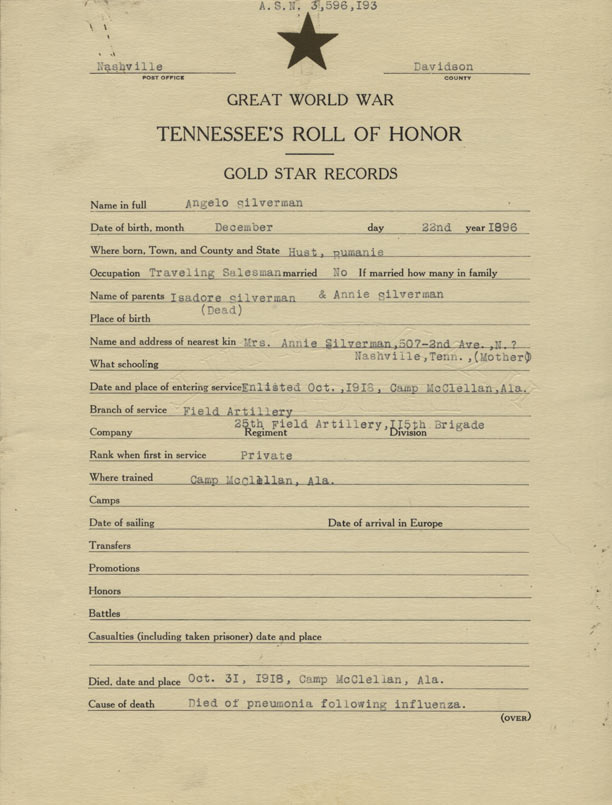 A.S.N. 3,596,193
Nashville Davidson
POST OFFICE COUNTY
GREAT WORLD WAR
TENNESSEE'S ROLL OF HONOR
GOLD STAR RECORDS
Name in full Angelo Silverman
Date of birth, month December day 22nd year 1896
Where born, Town, and County and State Hust, Rumanie
Occupation Traveling Salesman married No If married how many in family
Name of parents Isadore Silverman & Annie Silverman
(Dead)
Place of birth
Name and address of nearest kin Mrs. Annie Silverman,507-2nd Ave.,N.?
Nashville,Tenn.,(Mother)
What schooling
Date and place of entering service Enlisted Oct.,1918, Camp McClellan,Ala.
Branch of service Field Artillery
25th Field Artillery,115th Brigade
Company Regiment Division
Rank when first in service Private
Where trained Camp McClellan, Ala.
Camps
Date of sailing Date of arrival in Europe
Transfers
Promotions
Honors
Battles
Casualties (including taken prisoner) date and place
Died, date and place Oct. 31, 1918, Camp McClellan, Ala.
Cause of death Died of pneumonia following influenza.
(OVER)